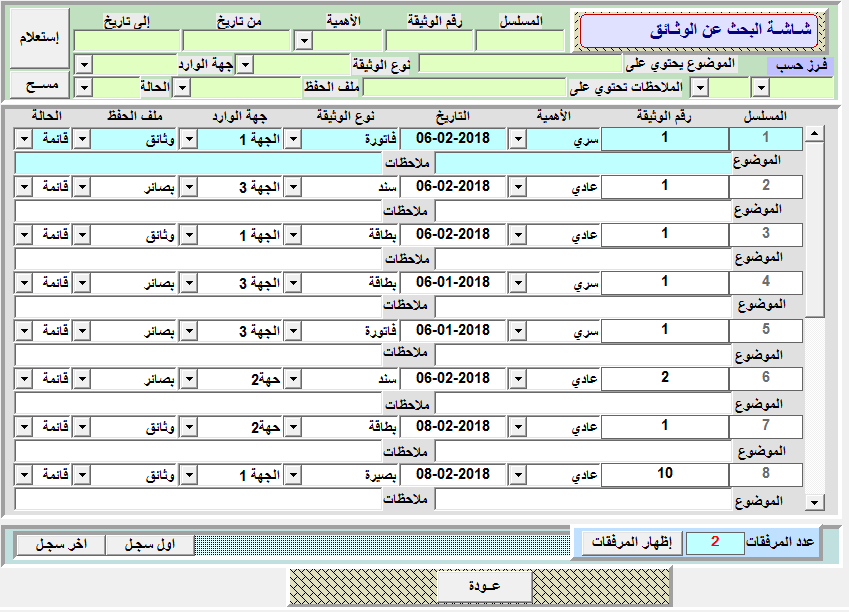 شـاشـة البحث عن الوثـائق
المسلسل رقم الوثيقة الأهمية من تاريخ إلى تاريخ إستعلام
فـرز حسب الموضوع يحتوي على نوع الوثيقة جهة الوارد
الملاحظات تحتوي على ملف الحفظ الحالة مســح
المسلسل رقم الوثيقة الأهمية التاريخ نوع الوثيقة جهة الوارد ملف الحفظ الحالة
1 1 سري 06-02-2018 فاتورة الجهة 1 وثائق قائمة
الموضوع ملاحظات
2 1 عادي 06-02-2018 سند الجهة 3 بصائر قائمة
الموضوع ملاحظات
3 1 عادي 06-02-2018 بطاقة الجهة 1 وثائق قائمة
الموضوع ملاحظات
4 1 سري 06-01-2018 بطاقة الجهة 3 بصائر قائمة
الموضوع ملاحظات
5 1 سري 06-01-2018 فاتورة الجهة 3 بصائر قائمة
الموضوع ملاحظات
6 2 عادي 06-02-2018 سند جهة2 بصائر قائمة
الموضوع ملاحظات
7 1 عادي 08-02-2018 بطاقة جهة2 وثائق قائمة
الموضوع ملاحظات
8 10 عادي 08-02-2018 بصيرة الجهة 1 وثائق قائمة
الموضوع ملاحظات
عدد المرفقات 2 إظهار المرفقات اول سجل اخر سجل
عـودة